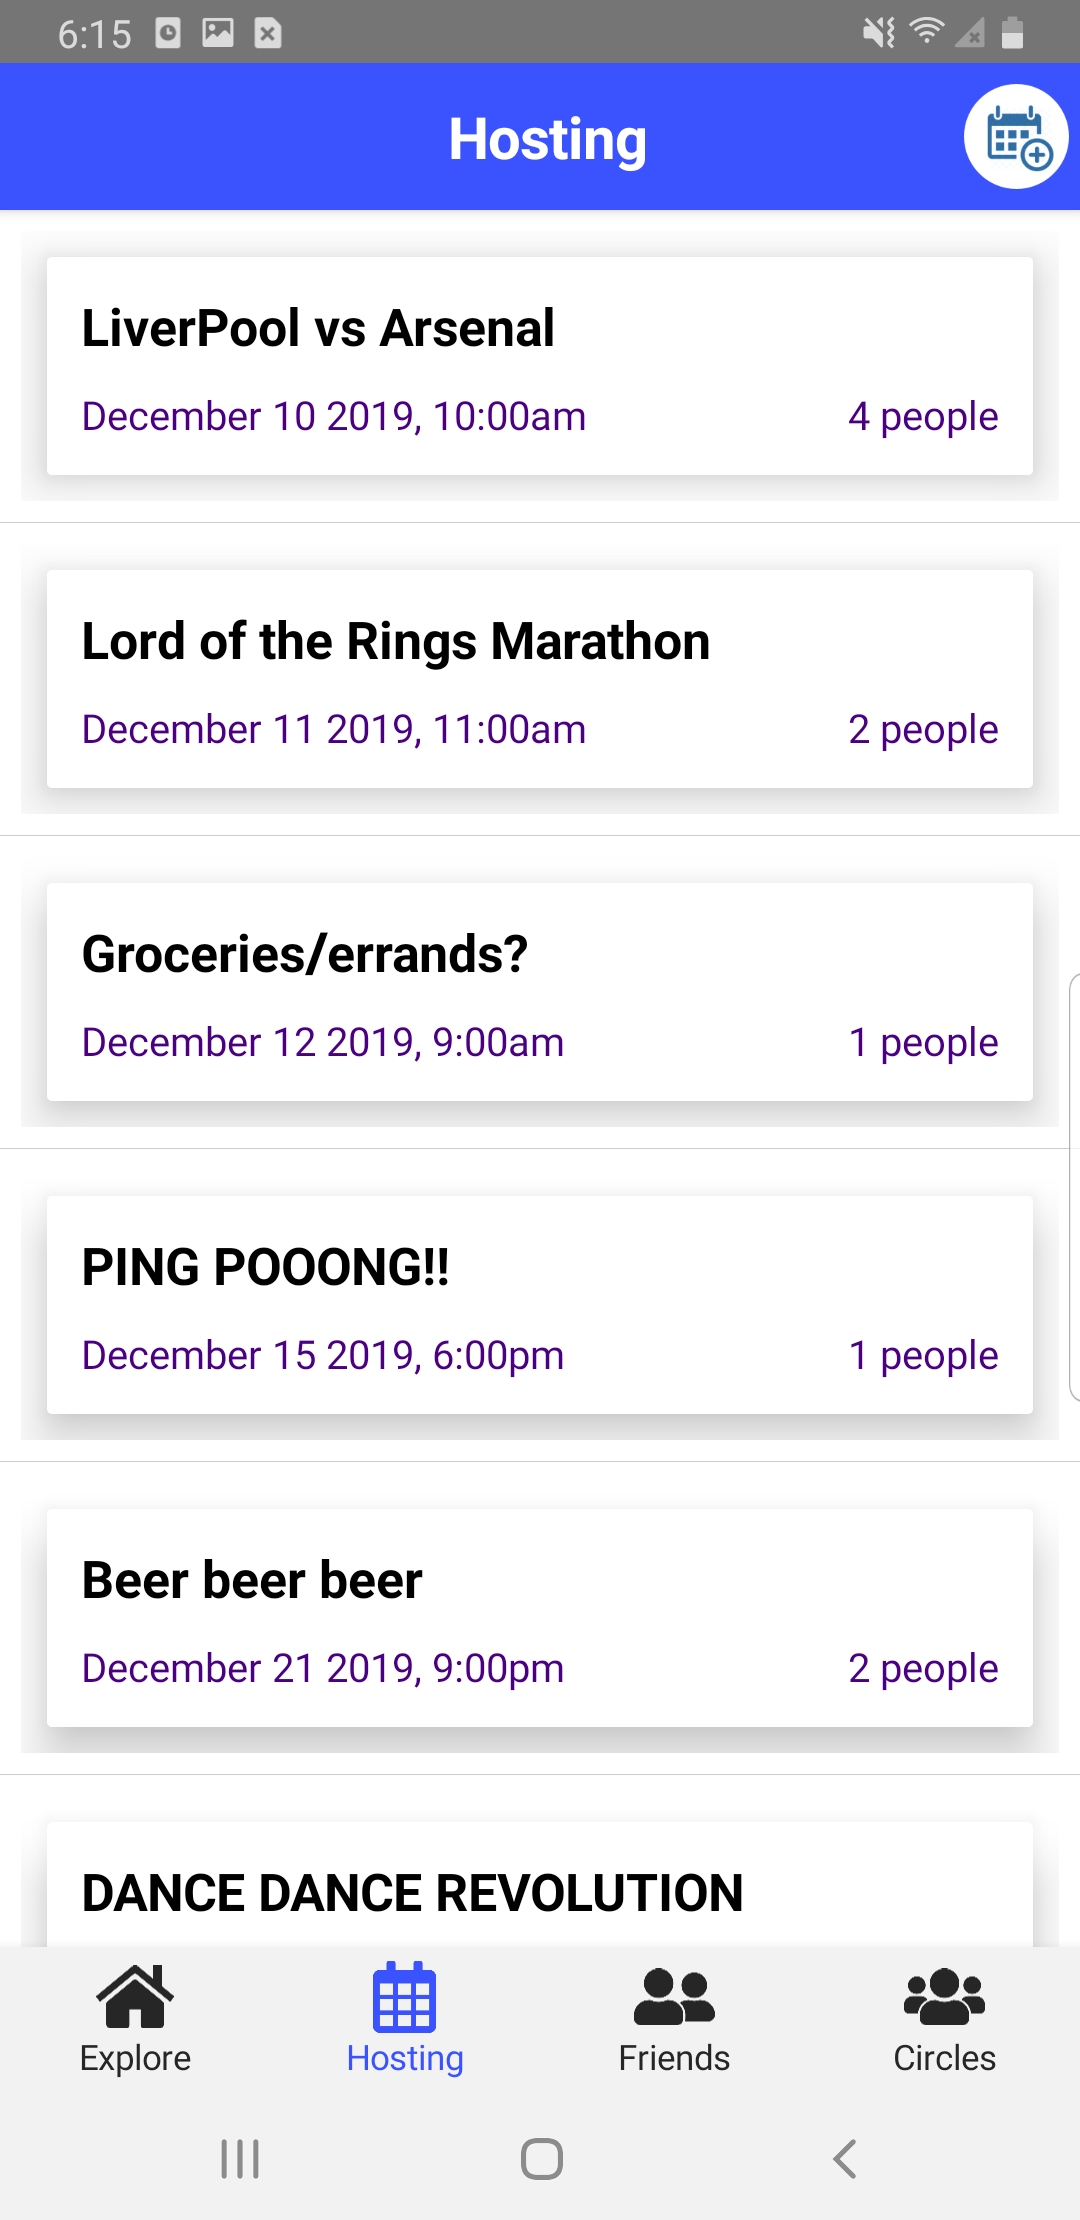 6:15
Hosting
LiverPool vs Arsenal
December 10 2019, 10:00am 4 people
Lord of the Rings Marathon
December 11 2019, 11:00am 2 people
Groceries/errands?
December 12 2019, 9:00am 1 people
PING POOONG!!
December 15 2019, 6:00pm 1 people
Beer beer beer
December 21 2019, 9:00pm 2 people
DANCE DANCE REVOLUTION
Explore Hosting Friends Circles